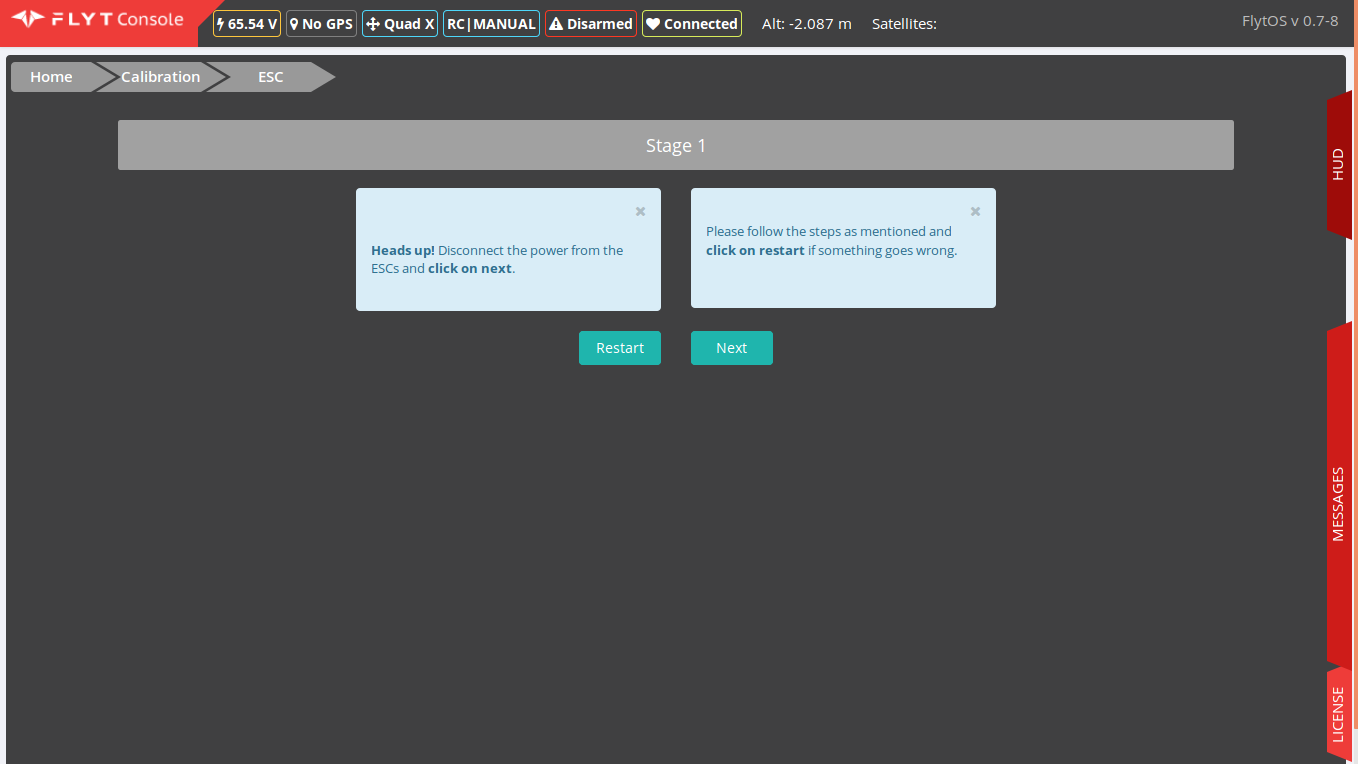 FLYT Console
65.54 V No GPS Quad X RC|MANUAL Disarmed Connected Alt: -2.087 m Satellites: FlytOS v 0.7-8
Home Calibration ESC
Stage 1
Heads up! Disconnect the power from the
ESCs and click on next.
Please follow the steps as mentioned and
click on restart if something goes wrong.
Restart Next
HUD
MESSAGES
LICENSE